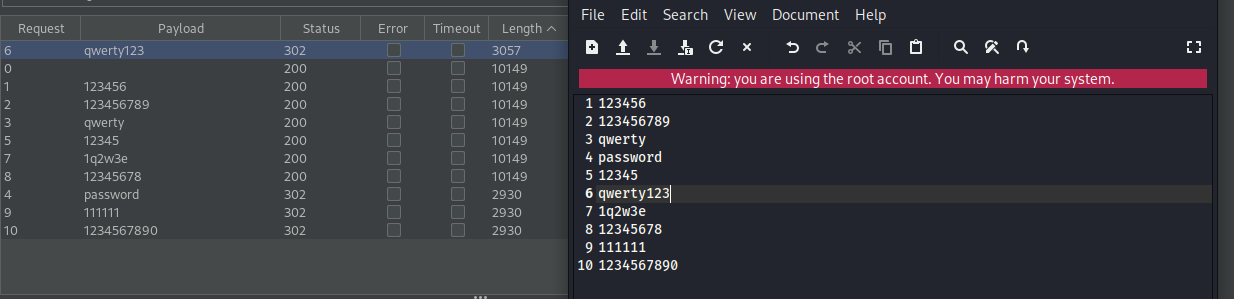 Request Payload Status Error Timeout Length
6 qwerty123 302 3057
0 200 10149
1 123456 200 10149
2 123456789 200 10149
3 qwerty 200 10149
5 12345 200 10149
7 1q2w3e 200 10149
8 12345678 200 10149
4 password 302 2930
9 111111 302 2930
10 1234567890 302 2930
File Edit Search View Document Help
Warning: you are using the root account. You may harm your system.
1 123456
2 123456789
3 qwerty
4 password
5 12345
6 qwerty123
7 1q2w3e
8 12345678
9 111111
10 1234567890